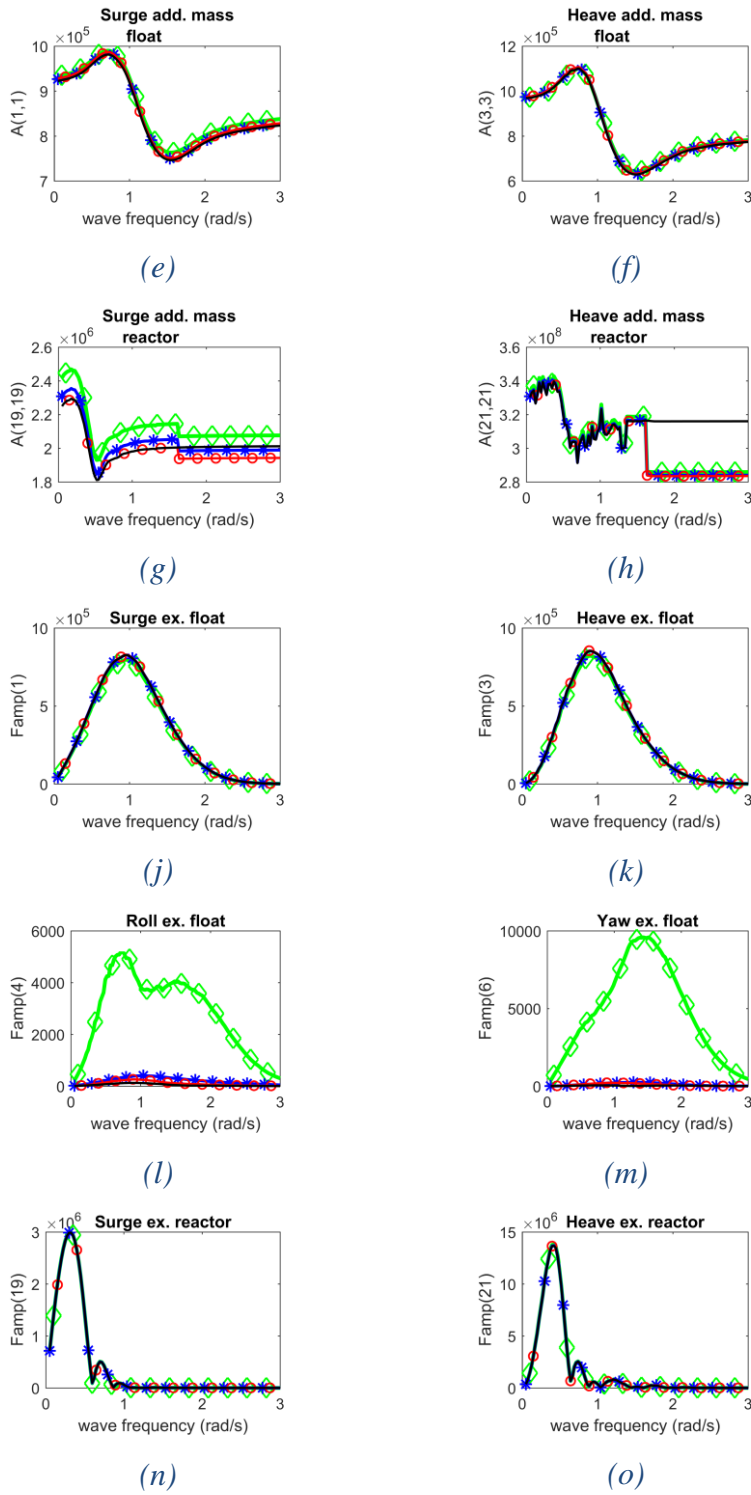 Surge add. mass
float
×10^5
10
9
8
7
A(1,1)
0 1 2 3
wave frequency (rad/s)
(e)
Heave add. mass
float
×10^5
12
10
8
6
A(3,3)
0 1 2 3
wave frequency (rad/s)
(f)
Surge add. mass
reactor
×10^6
2.6
2.4
2.2
2
1.8
A(19,19)
0 1 2 3
wave frequency (rad/s)
(g)
Heave add. mass
reactor
×10^8
3.4
3.2
3
2.8
A(21,21)
0 1 2 3
wave frequency (rad/s)
(h)
Surge ex. float
×10^5
10
5
0
Famp(1)
0 1 2 3
wave frequency (rad/s)
(j)
Heave ex. float
×10^5
10
5
0
Famp(3)
0 1 2 3
wave frequency (rad/s)
(k)
Roll ex. float
6000
4000
2000
0
Famp(4)
0 1 2 3
wave frequency (rad/s)
(l)
Yaw ex. float
10000
5000
0
Famp(6)
0 1 2 3
wave frequency (rad/s)
(m)
Surge ex. reactor
×10^6
3
2
1
0
Famp(19)
0 1 2 3
wave frequency (rad/s)
(n)
Heave ex. reactor
×10^6
15
10
5
0
Famp(21)
0 1 2 3
wave frequency (rad/s)
(o)